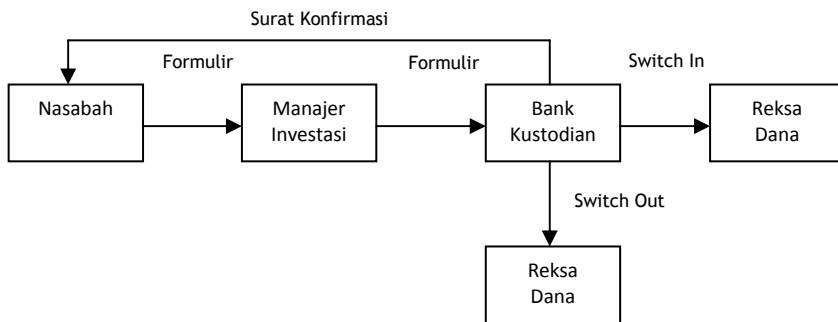 Surat Konfirmasi
Formulir
Formulir
Switch In
Nasabah
Manajer
Investasi
Bank
Kustodian
Reksa
Dana
Switch Out
Reksa
Dana